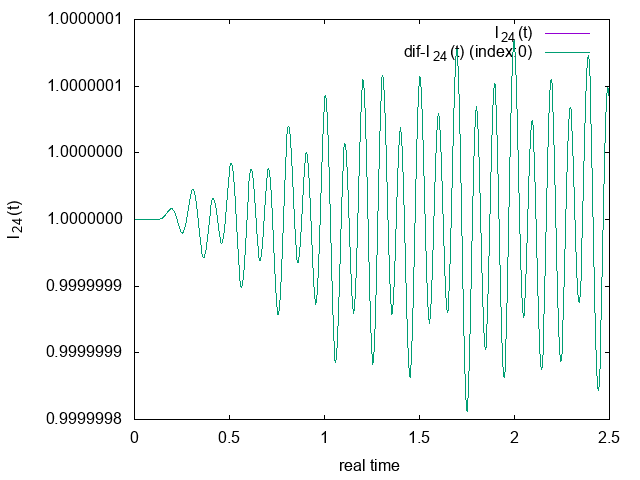 1.0000001
1.0000001
1.0000000
1.0000000
0.9999999
0.9999999
0.9999998
I24(t)
dif-I24(t) (index 0)
I24(t)
0 0.5 1 1.5 2 2.5
real time